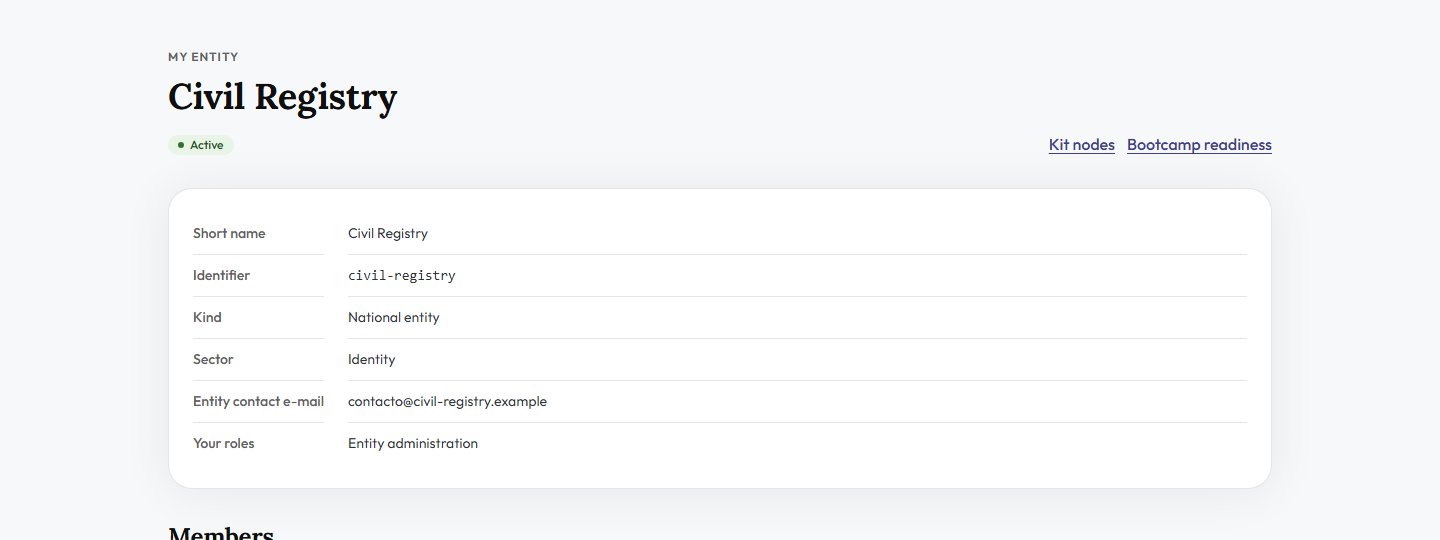 MY ENTITY
Civil Registry
Active
Kit nodes Bootcamp readiness
Short name Civil Registry
Identifier civil-registry
Kind National entity
Sector Identity
Entity contact e-mail contacto@civil-registry.example
Your roles Entity administration
Members